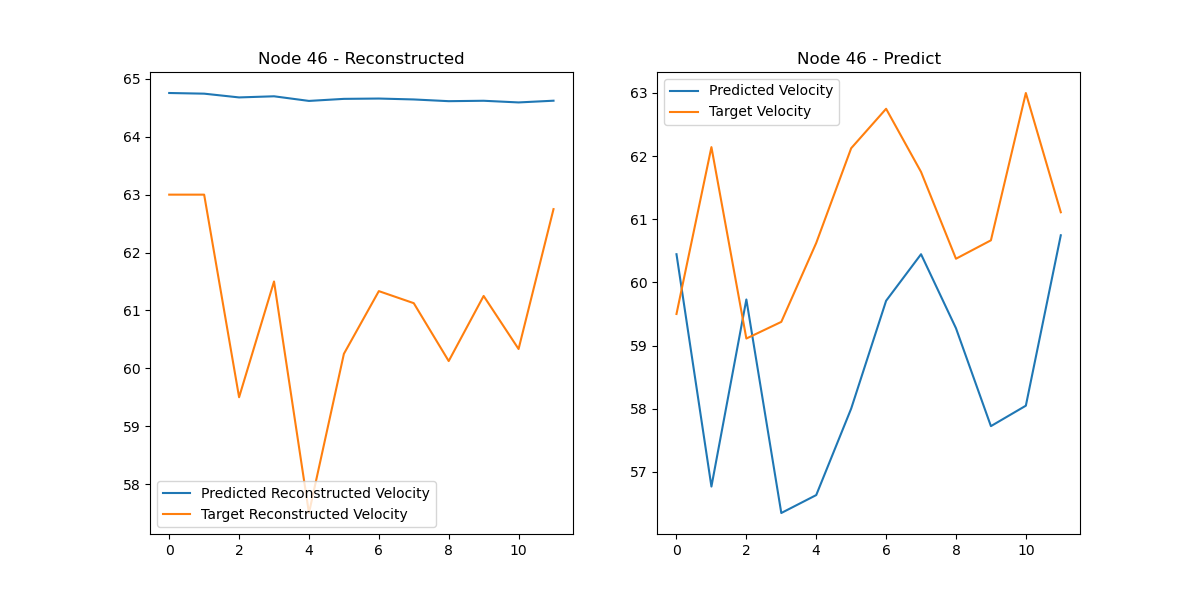 Node 46 - Reconstructed
65
64
63
62
61
60
59
58
Predicted Reconstructed Velocity
Target Reconstructed Velocity
0 2 4 6 8 10
Node 46 - Predict
Predicted Velocity
Target Velocity
63
62
61
60
59
58
57
0 2 4 6 8 10